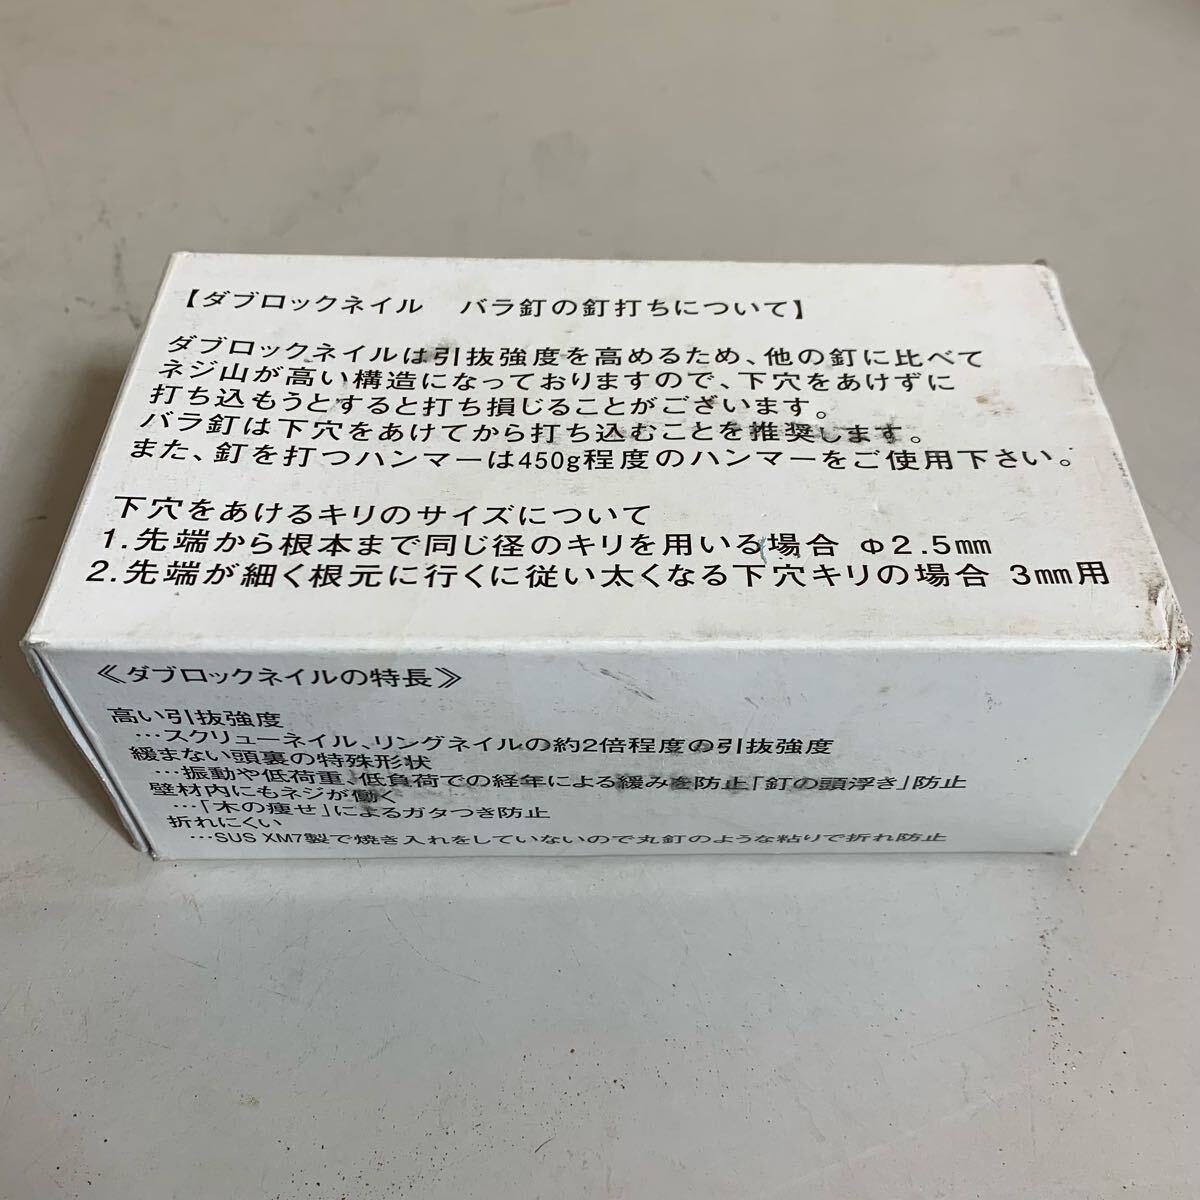 【ダブロックネイル　バラ釘の釘打ちについて】
ダブロックネイルは引抜強度を高めるため、他の釘に比べて
ネジ山が高い構造になっておりますので、下穴をあけずに
打ち込もうとすると打ち損じることがございます。
バラ釘は下穴をあけてから打ち込むことを推奨します。
また、釘を打つハンマーは450g程度のハンマーをご使用下さい。
下穴をあけるキリのサイズについて
1.先端から根本まで同じ径のキリを用いる場合 Φ2.5mm
2.先端が細く根元に行くに従い太くなる下穴キリの場合 3mm用
≪ダブロックネイルの特長≫
高い引抜強度
…スクリューネイル、リングネイルの約2倍程度の引抜強度
緩まない頭裏の特殊形状
…振動や低荷重、低負荷での経年による緩みを防止「釘の頭浮き」防止
壁材内にもネジが働く
…「木の痩せ」によるガタつき防止
折れにくい
…SUS XM7製で焼き入れをしていないので丸釘のような粘りで折れ防止